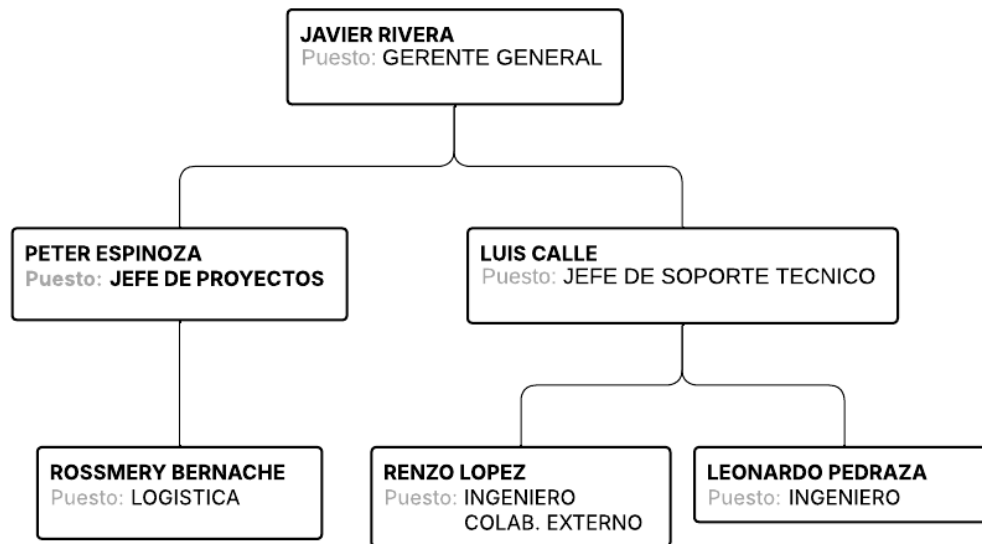 JAVIER RIVERA
Puesto: GERENTE GENERAL
PETER ESPINOZA
Puesto: JEFE DE PROYECTOS
LUIS CALLE
Puesto: JEFE DE SOPORTE TECNICO
ROSSMERY BERNACHE
Puesto: LOGISTICA
RENZO LOPEZ
Puesto: INGENIERO
COLAB. EXTERNO
LEONARDO PEDRAZA
Puesto: INGENIERO